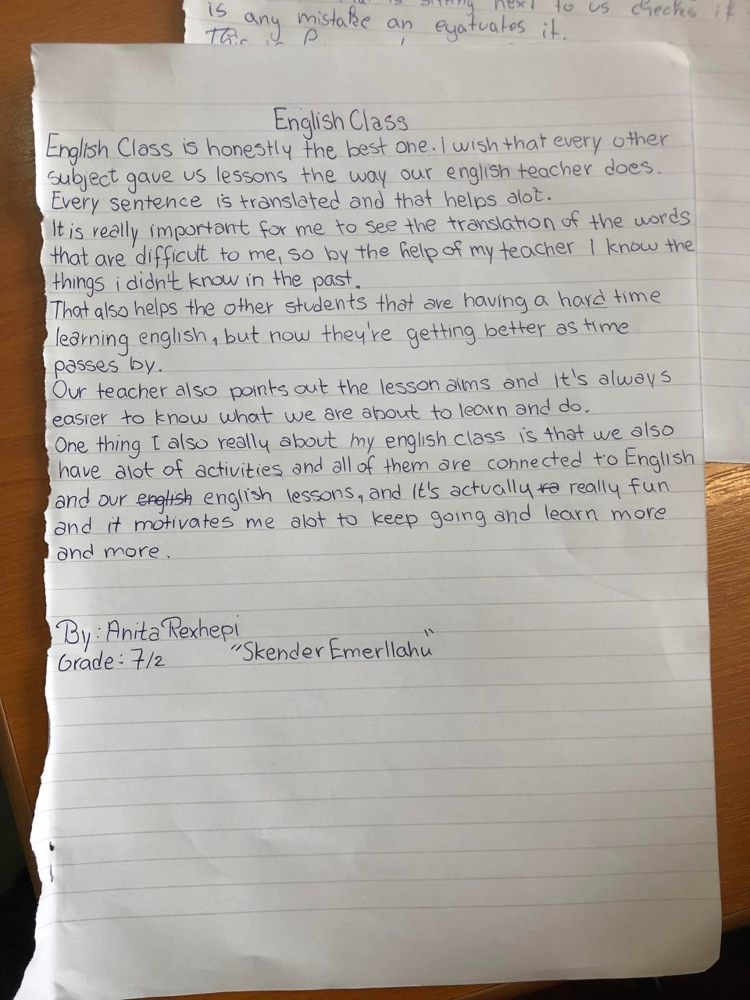 is sitting next to us checks if
is any mistake an eyatuates it.
This is
English Class
English Class is honestly the best one. I wish that every other
subject gave us lessons the way our english teacher does.
Every sentence is translated and that helps alot.
It is really important for me to see the translation of the words
that are difficult to me, so by the help of my teacher I know the
things i didn't know in the past.
That also helps the other students that are having a hard time
learning english, but now they're getting better as time
passes by.
Our teacher also points out the lesson aims and it's always
easier to know what we are about to learn and do.
One thing I also really about my english class is that we also
have alot of activities and all of them are connected to English
and our english english lessons, and it's actually ra really fun
and it motivates me alot to keep going and learn more
and more.
By: Anita Rexhepi
Grade: 7/2 "Skender Emerllahu"